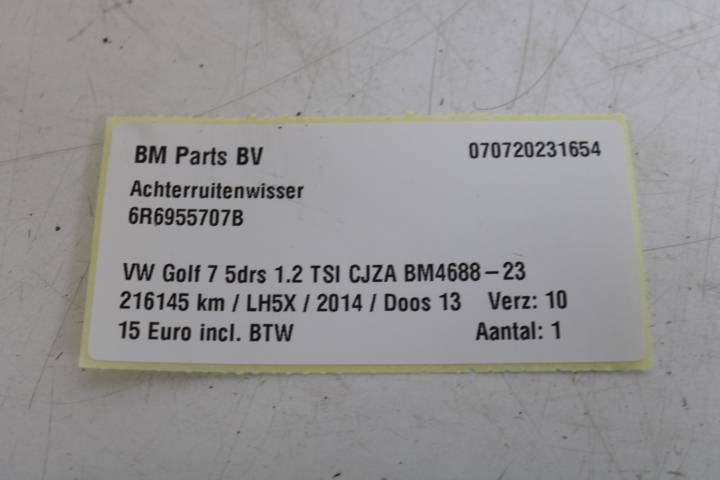 BM Parts BV 070720231654
Achterruitenwisser
6R6955707B
VW Golf 7 5drs 1.2 TSI CJZA BM4688-23
216145 km / LH5X / 2014 / Doos 13 Verz: 10
15 Euro incl. BTW Aantal: 1